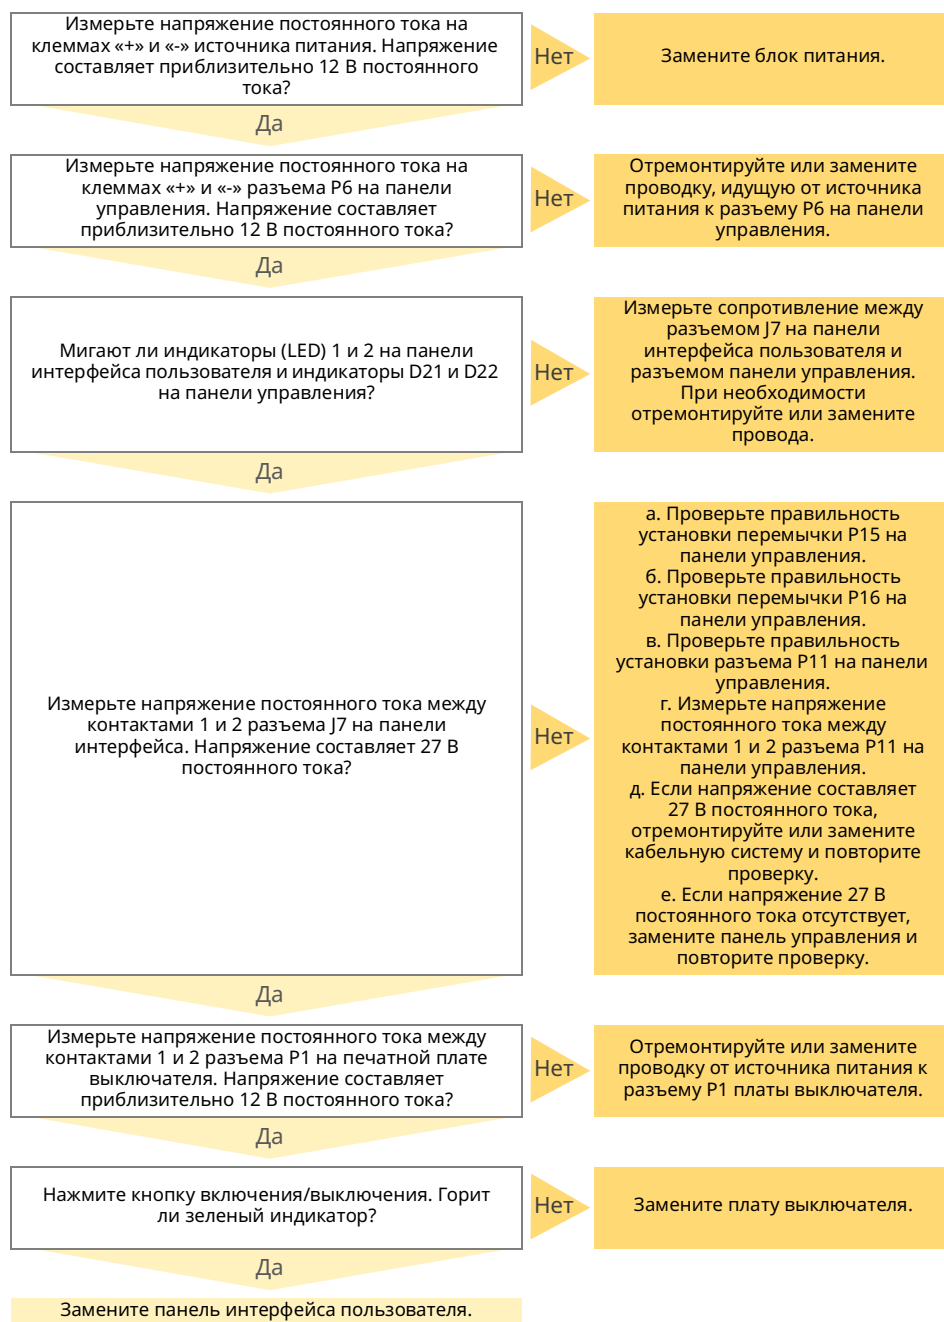 Измерьте напряжение постоянного тока на
клеммах «+» и «-» источника питания. Напряжение
составляет приблизительно 12 В постоянного
тока?
Нет
Замените блок питания.
Да
Измерьте напряжение постоянного тока на
клеммах «+» и «-» разъема P6 на панели
управления. Напряжение составляет
приблизительно 12 В постоянного тока?
Нет
Отремонтируйте или замените
проводку, идущую от источника
питания к разъему P6 на панели
управления.
Да
Мигают ли индикаторы (LED) 1 и 2 на панели
интерфейса пользователя и индикаторы D21 и D22
на панели управления?
Нет
Измерьте сопротивление между
разъемом J7 на панели
интерфейса пользователя и
разъемом панели управления.
При необходимости
отремонтируйте или замените
провода.
Да
Измерьте напряжение постоянного тока между
контактами 1 и 2 разъема J7 на панели
интерфейса. Напряжение составляет 27 В
постоянного тока?
Нет
а. Проверьте правильность
установки перемычки P15 на
панели управления.
б. Проверьте правильность
установки перемычки P16 на
панели управления.
в. Проверьте правильность
установки разъема P11 на панели
управления.
г. Измерьте напряжение
постоянного тока между
контактами 1 и 2 разъема P11 на
панели управления.
д. Если напряжение составляет
27 В постоянного тока,
отремонтируйте или замените
кабельную систему и повторите
проверку.
е. Если напряжение 27 В
постоянного тока отсутствует,
замените панель управления и
повторите проверку.
Да
Измерьте напряжение постоянного тока между
контактами 1 и 2 разъема P1 на печатной плате
выключателя. Напряжение составляет
приблизительно 12 В постоянного тока?
Нет
Отремонтируйте или замените
проводку от источника питания к
разъему P1 платы выключателя.
Да
Нажмите кнопку включения/выключения. Горит
ли зеленый индикатор?
Нет
Замените плату выключателя.
Да
Замените панель интерфейса пользователя.